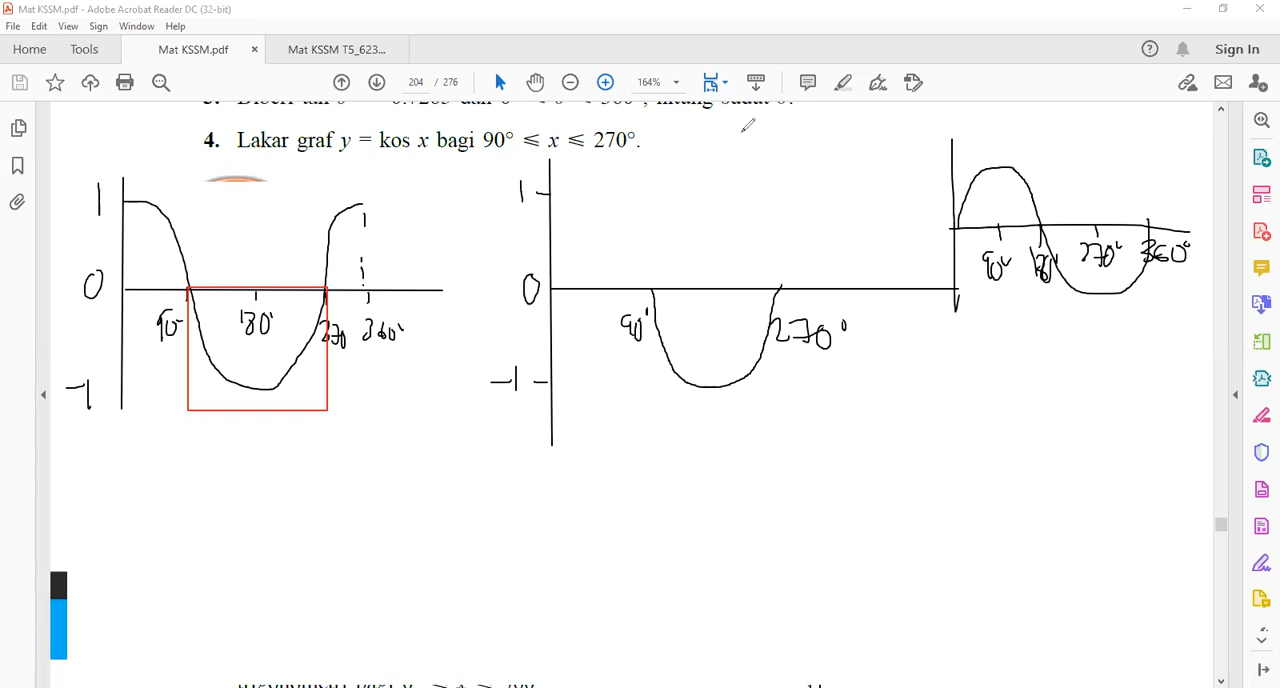 Mat KSSM.pdf - Adobe Acrobat Reader DC (32-bit)
File Edit View Sign Window Help
Home Tools Mat KSSM.pdf × Mat KSSM T5_623... Sign In
204 / 276 164%
4. Lakar graf y = kos x bagi 90° ⩽ x ⩽ 270°.
1
0
-1
90° 180° 270 360°
1
0
-1
90° 270°
90° 180° 270° 360°